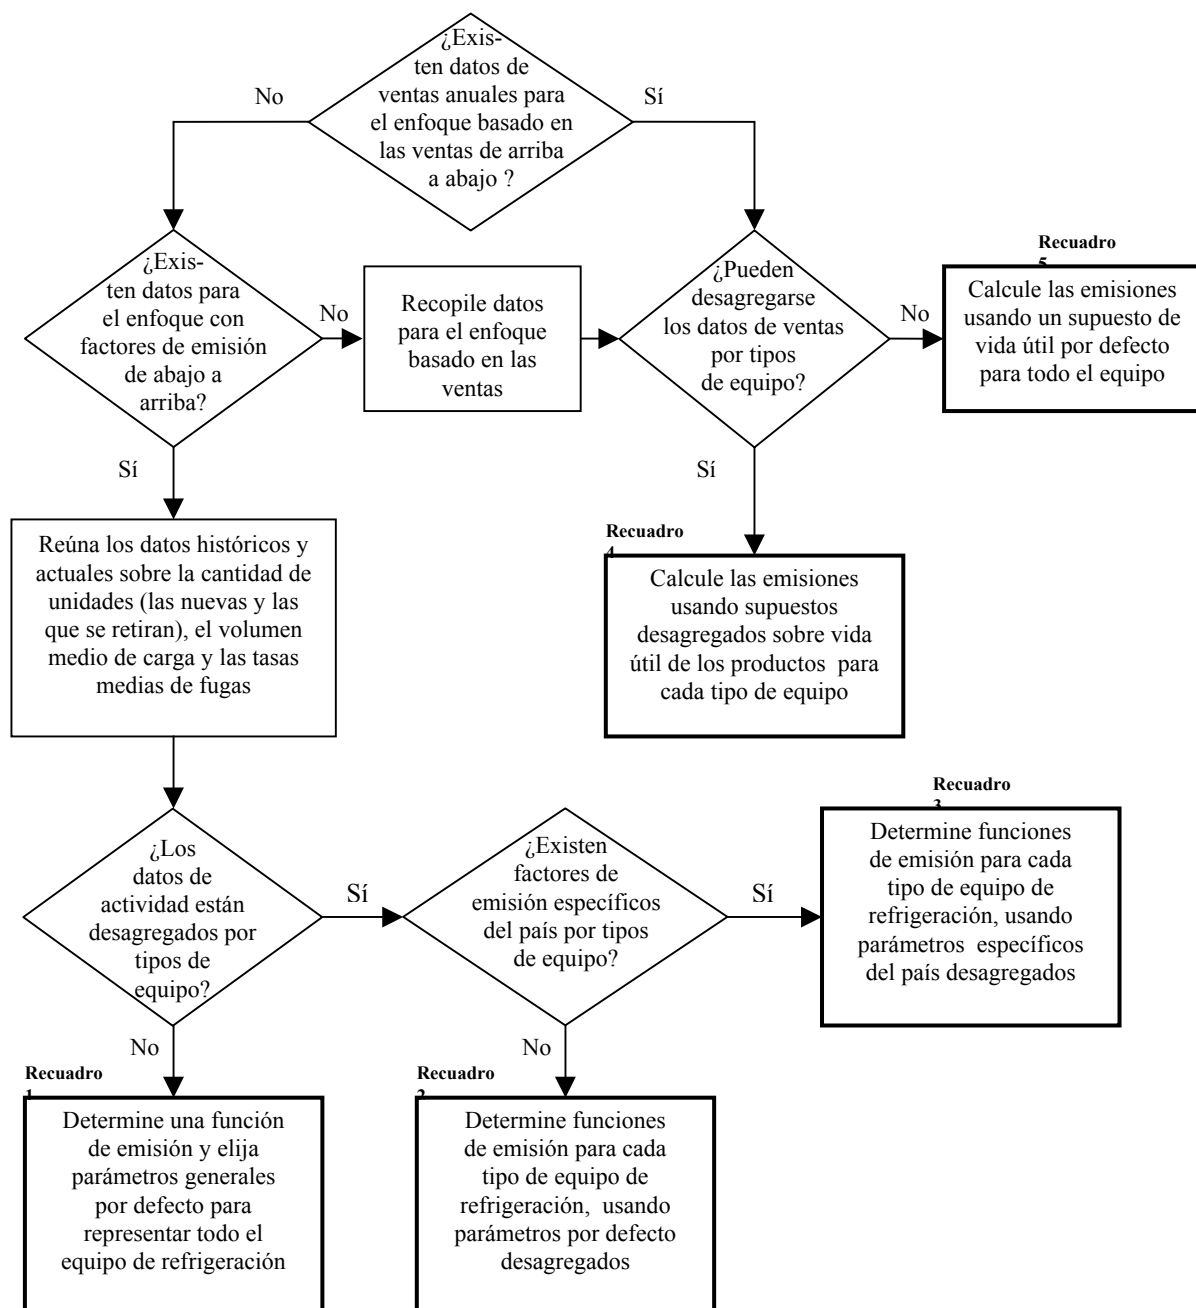 ¿Exis-
ten datos de
ventas anuales para
el enfoque basado en
las ventas de arriba
a abajo ?
No
Sí
¿Exis-
ten datos para
el enfoque con
factores de emisión
de abajo a
arriba?
No
Recopile datos
para el enfoque
basado en las
ventas
¿Pueden
desagregarse
los datos de ventas
por tipos
de equipo?
No
Recuadro
5
Calcule las emisiones
usando un supuesto de
vida útil por defecto
para todo el equipo
Sí
Sí
Reúna los datos históricos y
actuales sobre la cantidad de
unidades (las nuevas y las
que se retiran), el volumen
medio de carga y las tasas
medias de fugas
Recuadro
4
Calcule las emisiones
usando supuestos
desagregados sobre vida
útil de los productos para
cada tipo de equipo
¿Los
datos de
actividad están
desagregados por
tipos de
equipo?
Sí
¿Existen
factores de
emisión específicos
del país por tipos
de equipo?
Sí
Recuadro
3
Determine funciones
de emisión para cada
tipo de equipo de
refrigeración, usando
parámetros específicos
del país desagregados
No
No
Recuadro
1
Determine una función
de emisión y elija
parámetros generales
por defecto para
representar todo el
equipo de refrigeración
Recuadro
2
Determine funciones
de emisión para cada
tipo de equipo de
refrigeración, usando
parámetros por defecto
desagregados